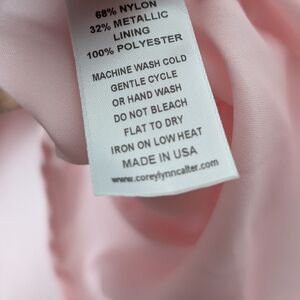 68% NYLON
32% METALLIC
LINING
100% POLYESTER
MACHINE WASH COLD
GENTLE CYCLE
OR HAND WASH
DO NOT BLEACH
FLAT TO DRY
IRON ON LOW HEAT
MADE IN USA
www.coreylynncalter.com